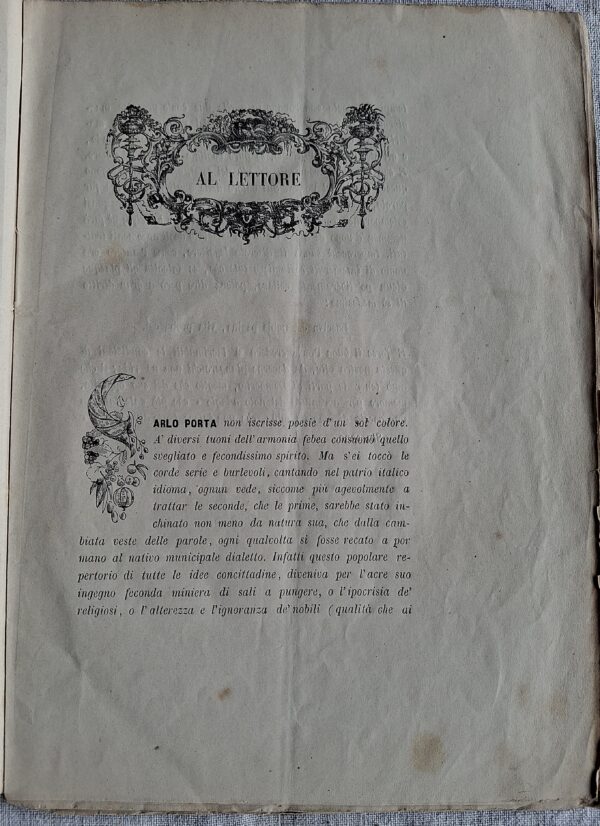 AL LETTORE
CARLO PORTA non iscrisse poesie d'un sol colore.
A' diversi tuoni dell'armonia febea consuonò quello
svegliato e fecondissimo spirito. Ma s'ei toccò le
corde serie e burlevoli, cantando nel patrio italico
idioma, ognun vede, siccome più agevolmente a
trattar le seconde, che le prime, sarebbe stato in-
chinato non meno da natura sua, che dalla cam-
biata veste delle parole, ogni qualvolta si fosse recato a por
mano al nativo municipale dialetto. Infatti questo popolare re-
pertorio di tutte le idee concittadine, diveniva per l'acre suo
ingegno feconda miniera di sali a pungere, o l'ipocrisia de'
religiosi, o l'alterezza e l'ignoranza de' nobili (qualità che ai